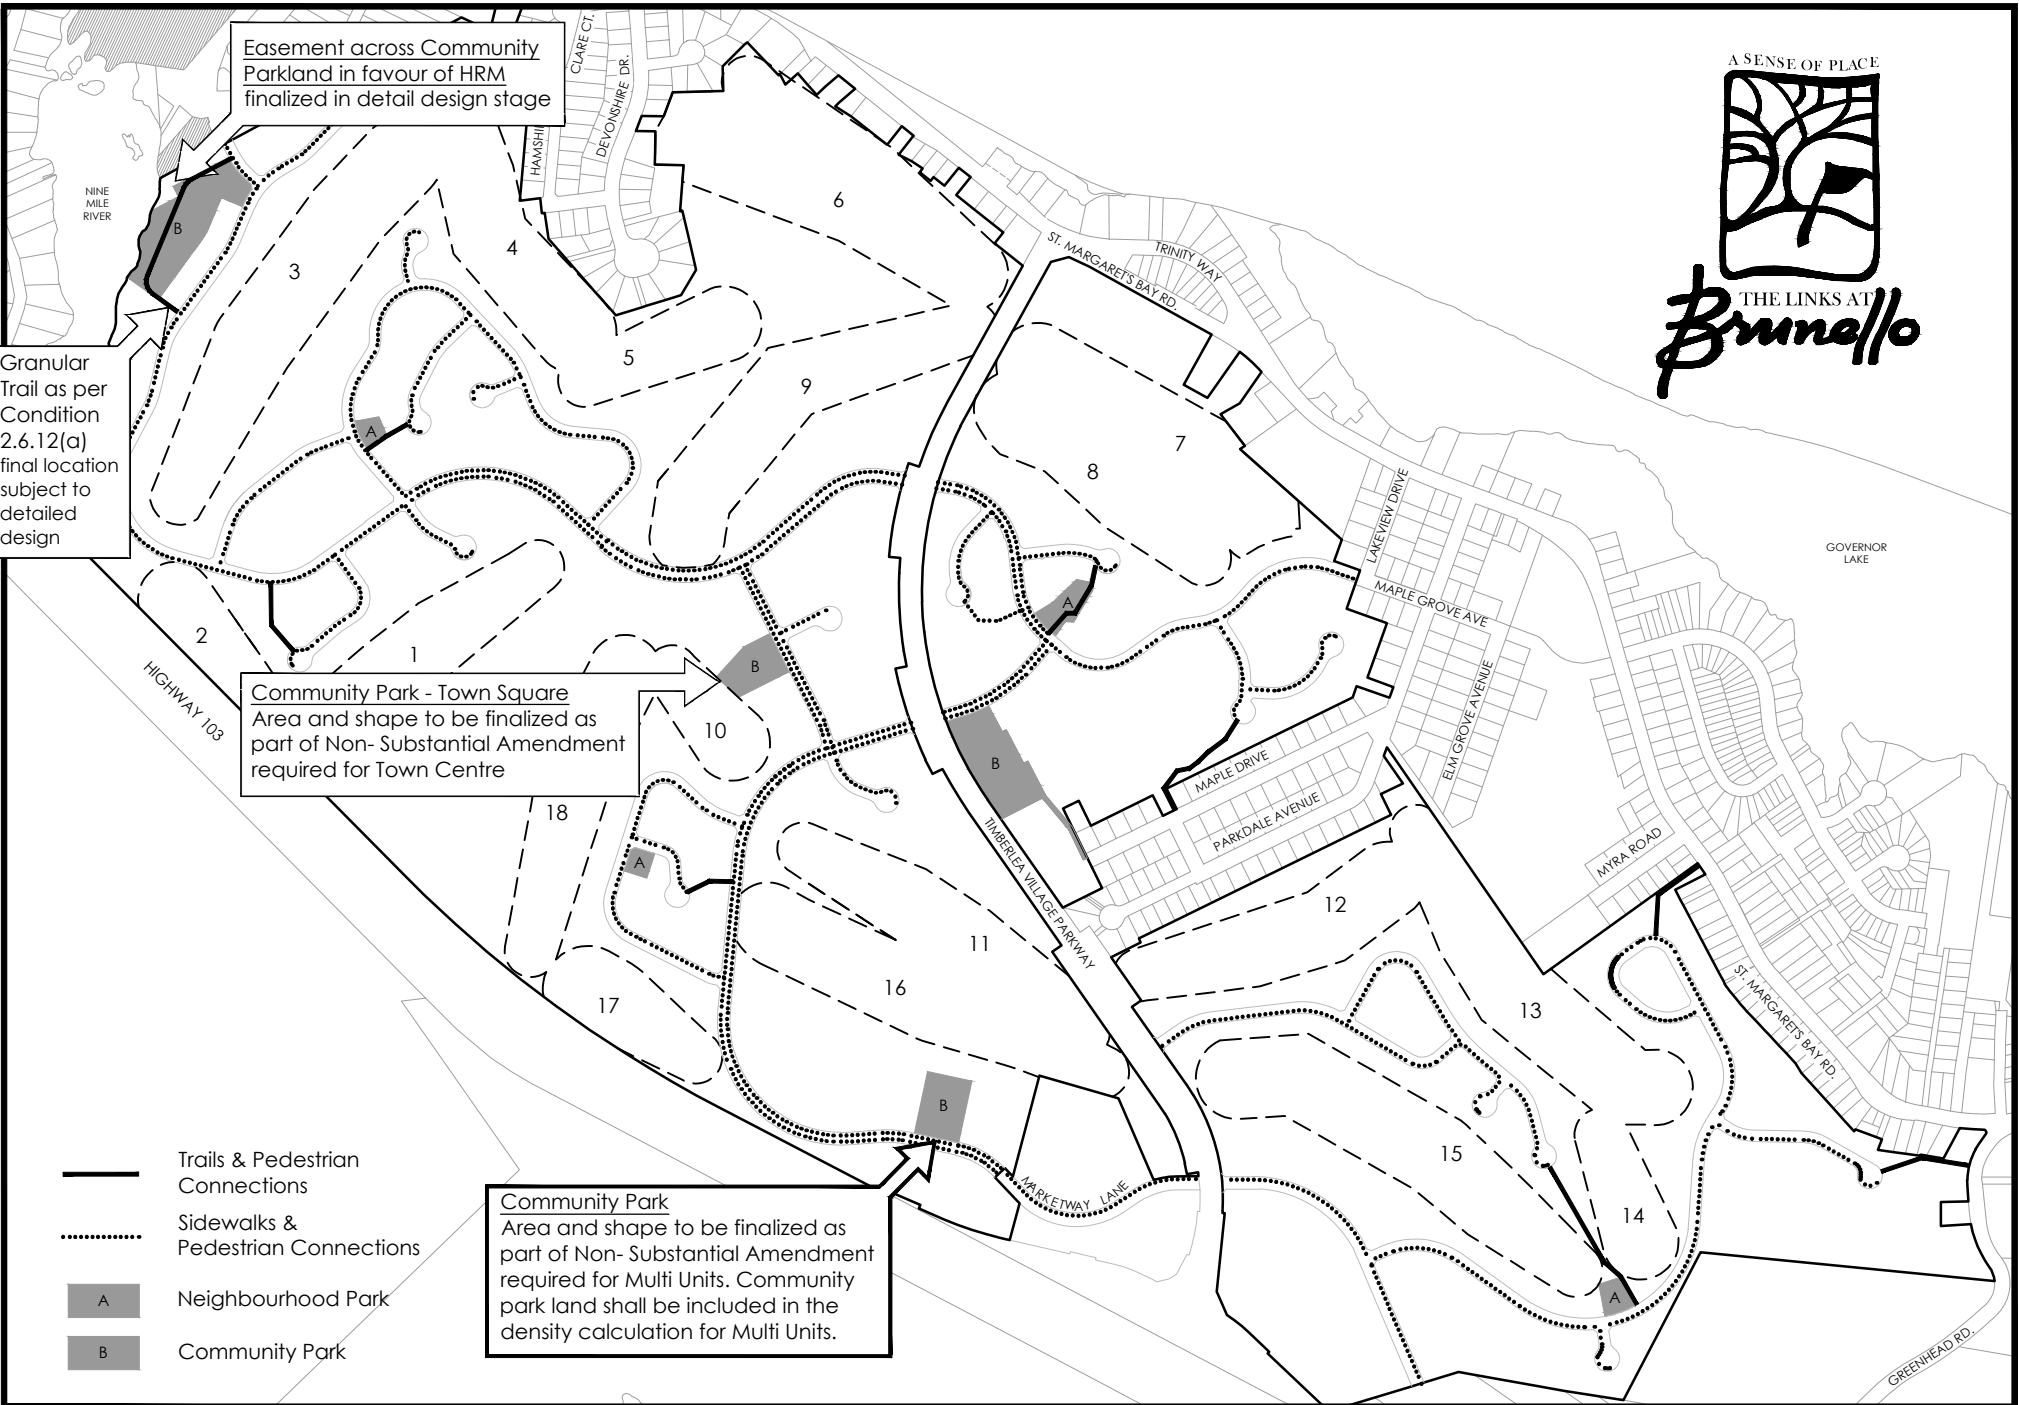 Easement across Community
Parkland in favour of HRM
finalized in detail design stage
CLARE CT.
DEVONSHIRE DR.
HAMSHI
A SENSE OF PLACE
THE LINKS AT
Brunello
NINE
MILE
RIVER
B
3
4
6
ST. MARGARETS BAY RD.
TRINITY WAY
5
9
7
8
Granular
Trail as per
Condition
2.6.12(a)
final location
subject to
detailed
design
A
LAKEVIEW DRIVE
GOVERNOR
LAKE
MAPLE GROVE AVE
A
2
1
HIGHWAY 103
B
Community Park - Town Square
Area and shape to be finalized as
part of Non- Substantial Amendment
required for Town Centre
10
B
ELM GROVE AVENUE
MAPLE DRIVE
PARKDALE AVENUE
18
A
TIMBERLEA VILLAGE PARKWAY
MYRA ROAD
12
11
16
17
13
ST. MARGARETS BAY RD.
B
15
14
MARKETWAY LANE
A
GREENHEAD RD.
Community Park
Area and shape to be finalized as
part of Non- Substantial Amendment
required for Multi Units. Community
park land shall be included in the
density calculation for Multi Units.
Trails & Pedestrian
Connections
Sidewalks &
Pedestrian Connections
A
Neighbourhood Park
B
Community Park